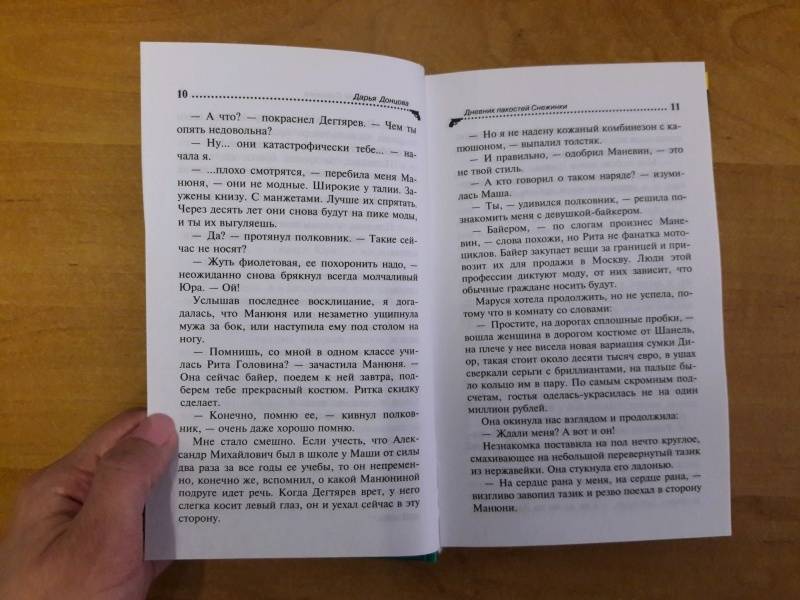 10 Дарья Донцова
— А что? — покраснел Дегтярев. — Чем ты
опять недовольна?
— Ну... они катастрофически тебе... — на-
чала я.
— ...плохо смотрятся, — перебила меня Ма-
нюня, — они не модные. Широкие у талии. За-
ужены книзу. С манжетами. Лучше их спрятать.
Через десять лет они снова будут на пике моды,
и ты их выгуляешь.
— Да? — протянул полковник. — Такие сей-
час не носят?
— Жуть фиолетовая, ее похоронить надо, —
неожиданно снова брякнул всегда молчаливый
Юра. — Ой!
Услышав последнее восклицание, я дога-
далась, что Манюня или незаметно ущипнула
мужа за бок, или наступила ему под столом на
ногу.
— Помнишь, со мной в одном классе учи-
лась Рита Головина? — зачастила Манюня. —
Она сейчас байер, поедем к ней завтра, под-
берем тебе прекрасный костюм. Ритка скидку
сделает.
— Конечно, помню ее, — кивнул полков-
ник, — очень даже хорошо помню.
Мне стало смешно. Если учесть, что Алек-
сандр Михайлович был в школе у Маши от силы
два раза за все годы ее учебы, то он непремен-
но, конечно же, вспомнил, о какой Манюниной
подруге идет речь. Когда Дегтярев врет, у него
слегка косит левый глаз, он и уехал сейчас в эту
сторону.
Дневник пакостей Снежинки 11
— Но я не надену кожаный комбинезон с ка-
пюшоном, — выпалил толстяк.
— И правильно, — одобрил Маневин, — это
не твой стиль.
— А кто говорил о таком наряде? — изуми-
лась Маша.
— Ты, — удивился полковник, — решила по-
знакомить меня с девушкой-байкером.
— Байером, — по слогам произнес Мане-
вин, — слова похожи, но Рита не фанатка мото-
циклов. Байер закупает вещи за границей и при-
возит их для продажи в Москву. Люди этой
профессии диктуют моду, от них зависит, что
обычные граждане носить будут.
Маруся хотела продолжить, но не успела, по-
тому что в комнату со словами:
— Простите, на дорогах сплошные пробки, —
вошла женщина в дорогом костюме от Шанель,
на плече у нее висела новая вариация сумки Ди-
ор, такая стоит около десяти тысяч евро, в ушах
сверкали серьги с бриллиантами, на пальце бы-
ло кольцо им в пару. По самым скромным под-
счетам, гостья оделась-украсилась не на один
миллион рублей.
Она окинула нас взглядом и продолжила:
— Ждали меня? А вот и он!
Незнакомка поставила на пол нечто круглое,
смахивающее на небольшой перевернутый тазик
из нержавейки. Она стукнула его ладонью.
— На сердце рана у меня, на сердце рана, —
визгливо завопил тазик и резво поехал в сторону
Манюни.